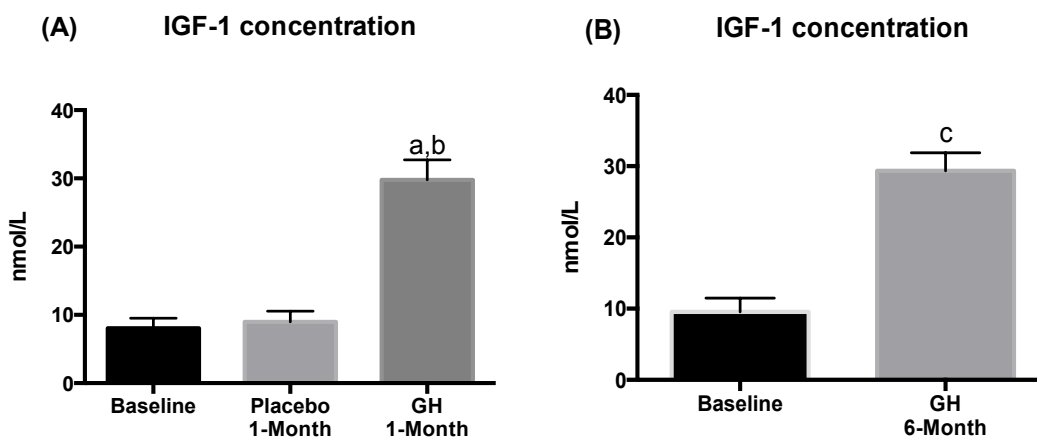 (A) IGF-1 concentration
40
30
20
10
0
nmol/L
a,b
Baseline
Placebo
1-Month
GH
1-Month
(B) IGF-1 concentration
40
30
20
10
0
nmol/L
c
Baseline
GH
6-Month